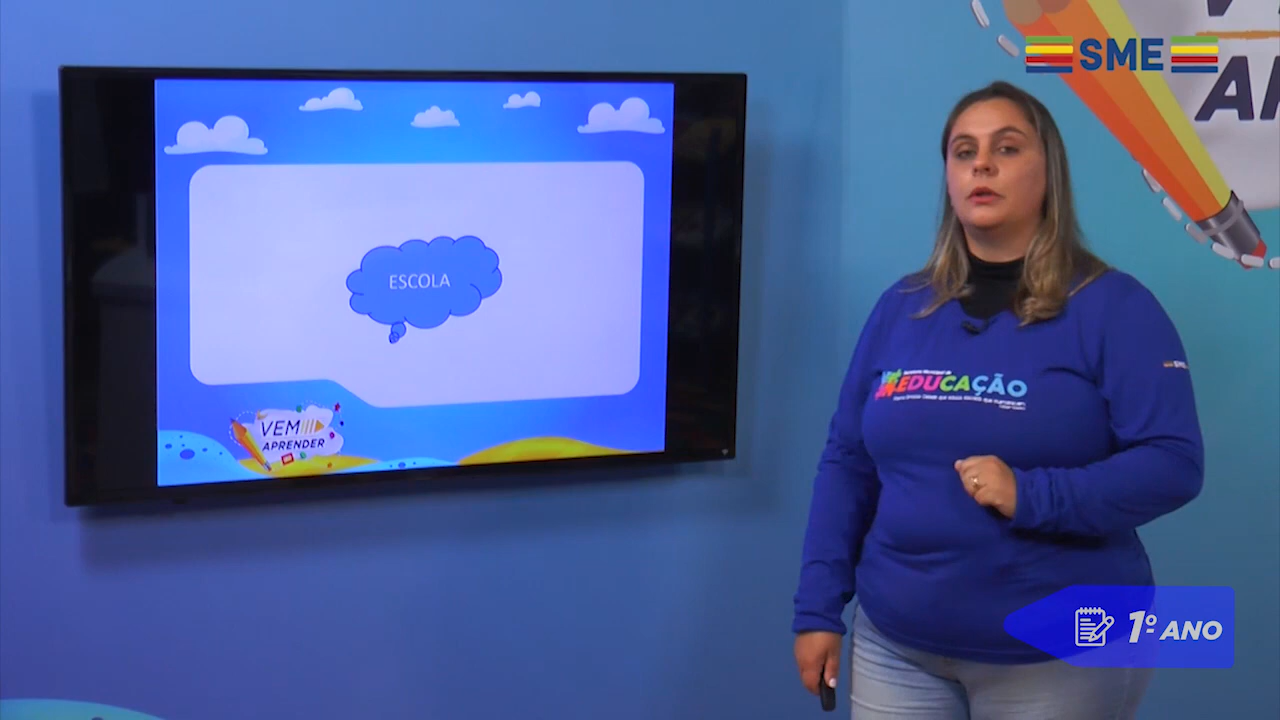 SME
ESCOLA
VEM
APRENDER
EDUCAÇÃO
1º ANO